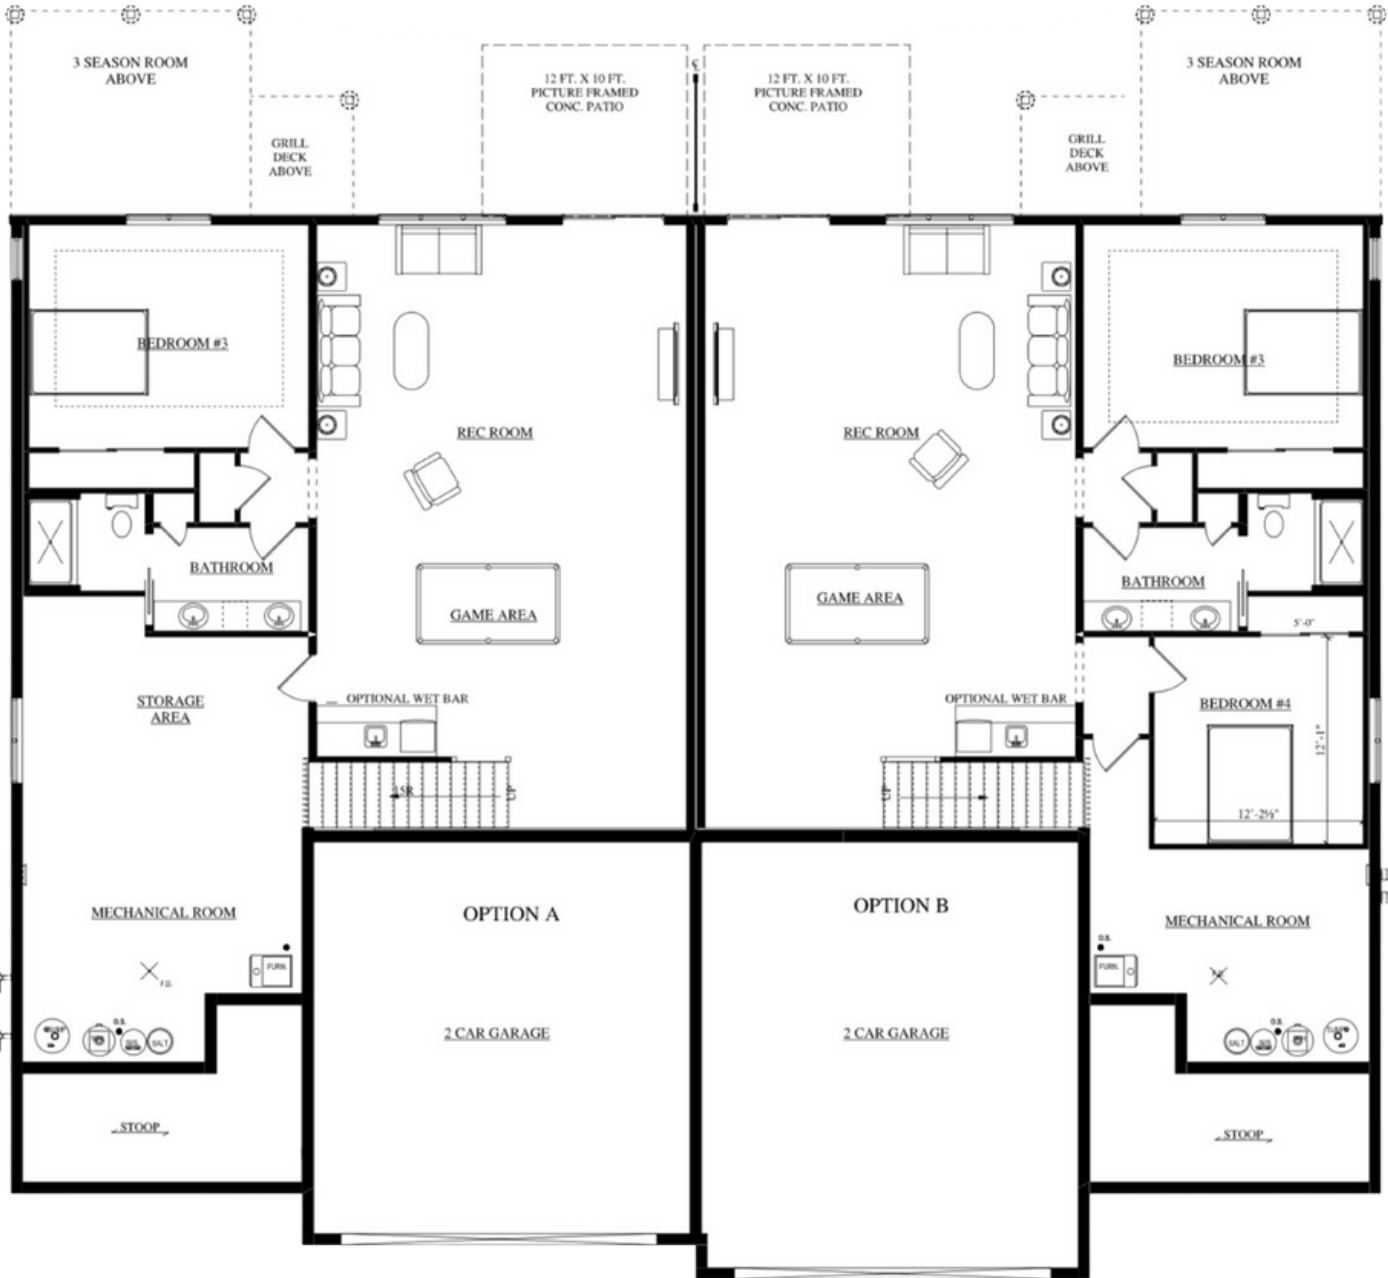 3 SEASON ROOM
ABOVE
GRILL
DECK
ABOVE
12 FT. X 10 FT.
PICTURE FRAMED
CONC. PATIO
12 FT. X 10 FT.
PICTURE FRAMED
CONC. PATIO
GRILL
DECK
ABOVE
3 SEASON ROOM
ABOVE
BEDROOM #3
REC ROOM
REC ROOM
BEDROOM #3
BATHROOM
GAME AREA
GAME AREA
BATHROOM
5'-0"
STORAGE
AREA
OPTIONAL WET BAR
OPTIONAL WET BAR
BEDROOM #4
12'-1"
12'-2½"
15R
UP
UP
MECHANICAL ROOM
OPTION A
OPTION B
MECHANICAL ROOM
FURN.
F.D.
O.S.
FURN.
O.S.
SALT
2 CAR GARAGE
2 CAR GARAGE
O.S.
SALT
STOOP
STOOP